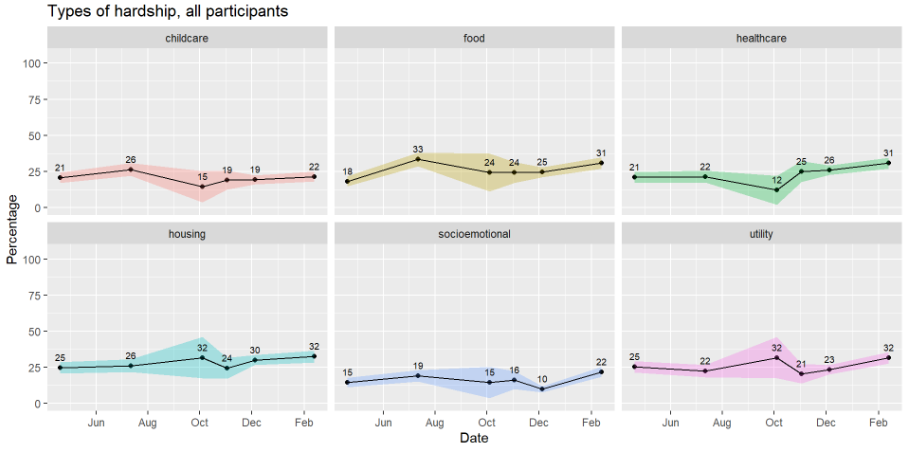 Types of hardship, all participants
childcare food healthcare
100
75
50
25
0
21 26 15 19 19 22
18 33 24 24 25 31
21 22 12 25 26 31
housing socioemotional utility
100
75
50
25
0
25 26 32 24 30 32
15 19 15 16 10 22
25 22 32 21 23 32
Jun Aug Oct Dec Feb Jun Aug Oct Dec Feb Jun Aug Oct Dec Feb
Date
Percentage